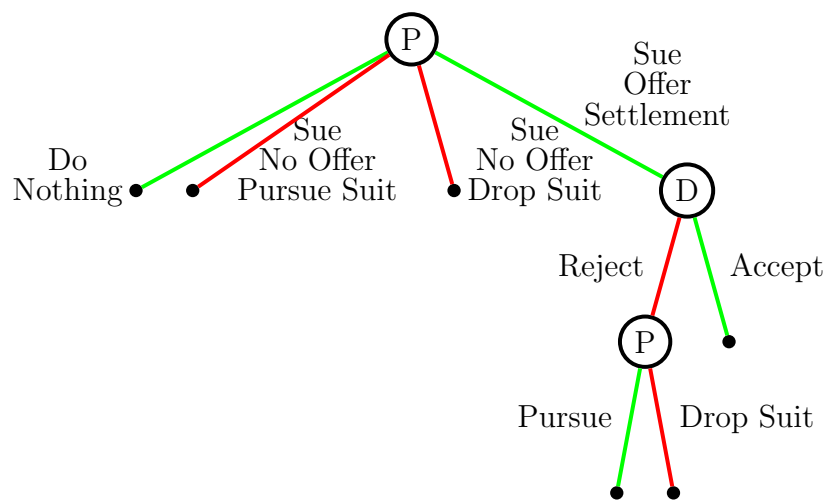 P
Sue
Offer
Settlement
Do
Nothing
Sue
No Offer
Pursue Suit
Sue
No Offer
Drop Suit
D
Reject
Accept
P
Pursue
Drop Suit